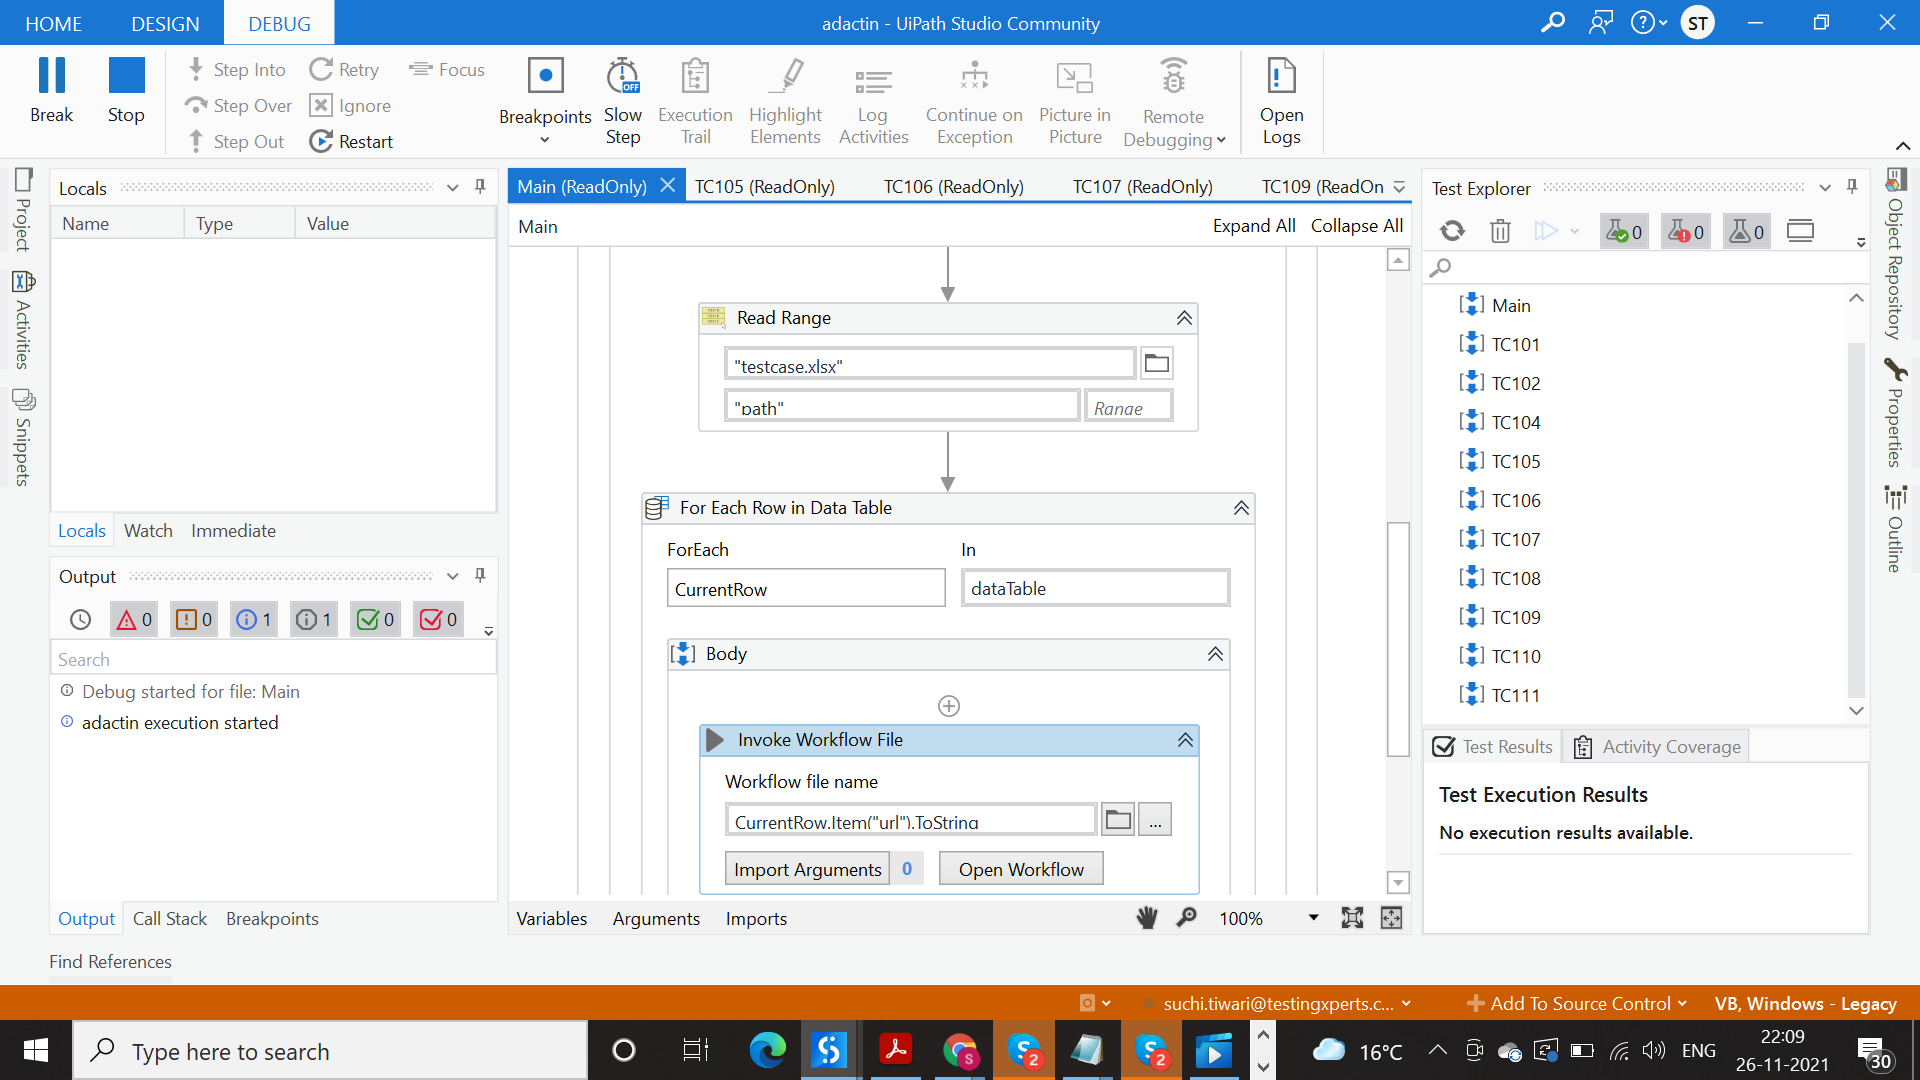 HOME DESIGN DEBUG adactin - UiPath Studio Community ST
Break
Stop
Step Into
Step Over
Step Out
Retry
Ignore
Restart
Focus
Breakpoints
Slow
Step
Execution
Trail
Highlight
Elements
Log
Activities
Continue on
Exception
Picture in
Picture
Remote
Debugging
Open
Logs
Project
Activities
Snippets
Locals
Name Type Value
Locals Watch Immediate
Output
0 0 1 1 0 0
Search
Debug started for file: Main
adactin execution started
Output Call Stack Breakpoints
Find References
Main (ReadOnly) TC105 (ReadOnly) TC106 (ReadOnly) TC107 (ReadOnly) TC109 (ReadOn
Main Expand All Collapse All
Read Range
"testcase.xlsx"
"path" Range
For Each Row in Data Table
ForEach In
CurrentRow dataTable
Body
Invoke Workflow File
Workflow file name
CurrentRow.Item("url").ToString ...
Import Arguments 0 Open Workflow
Variables Arguments Imports 100%
Test Explorer
0 0 0
Main
TC101
TC102
TC104
TC105
TC106
TC107
TC108
TC109
TC110
TC111
Test Results Activity Coverage
Test Execution Results
No execution results available.
Object Repository
Properties
Outline
suchi.tiwari@testingxperts.c... Add To Source Control VB, Windows - Legacy
Type here to search S 2 2 16°C ENG 22:09
26-11-2021 30
OFF